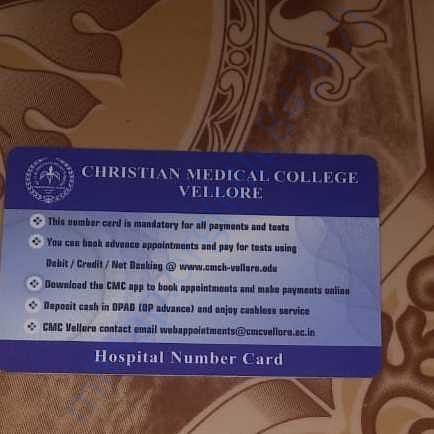 CHRISTIAN MEDICAL COLLEGE
VELLORE
This number card is mandatory for all payments and tests
You can book advance appointments and pay for tests using
Debit / Credit / Net Banking @ www.cmch-vellore.edu
Download the CMC app to book appointments and make payments online
Deposit cash in OPAD (OP advance) and enjoy cashless service
CMC Vellore contact email webappointments@cmcvellore.ac.in
Hospital Number Card